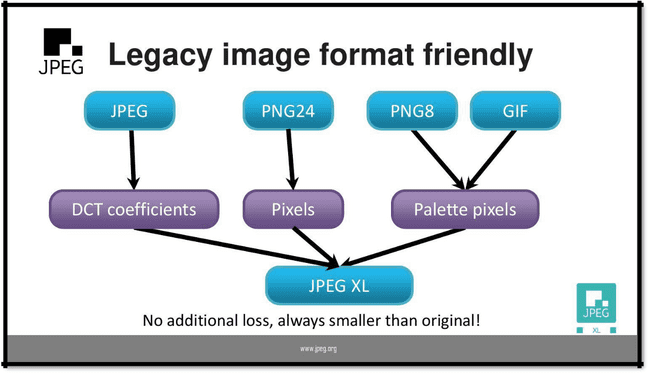 JPEG
Legacy image format friendly
JPEG
PNG24
PNG8
GIF
DCT coefficients
Pixels
Palette pixels
JPEG XL
No additional loss, always smaller than original!
JPEG
XL
www.jpeg.org